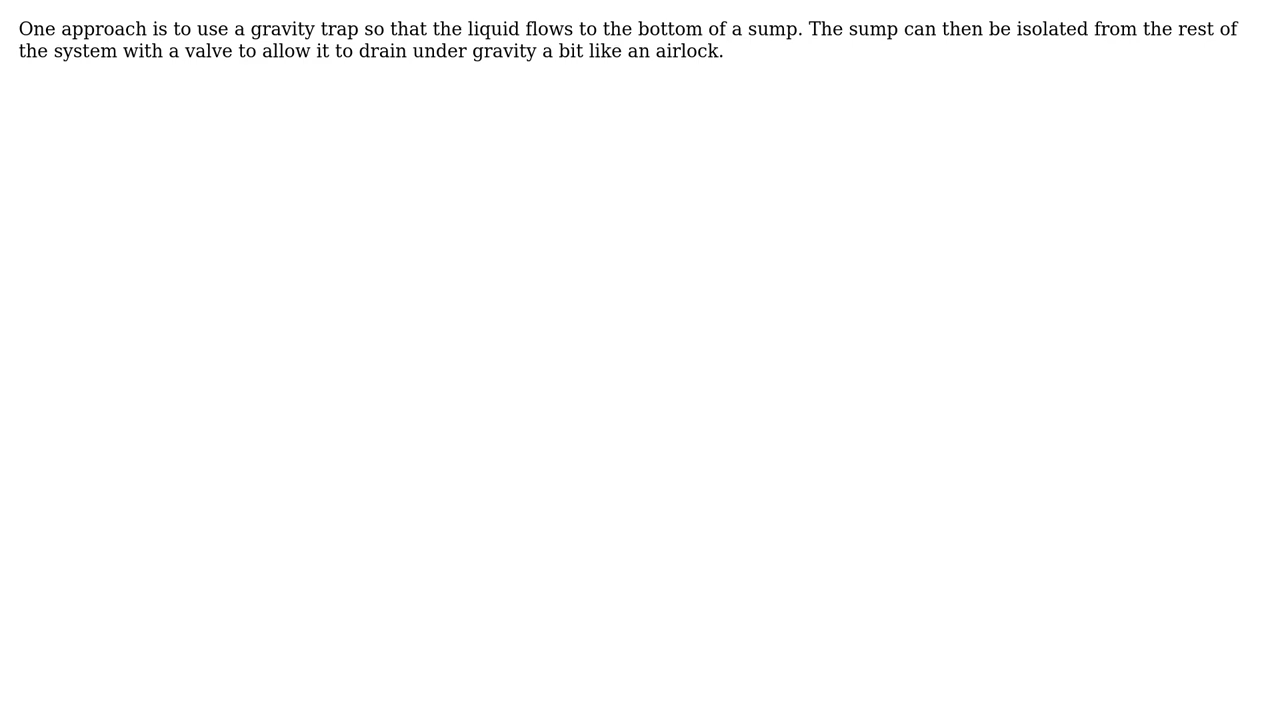 One approach is to use a gravity trap so that the liquid flows to the bottom of a sump. The sump can then be isolated from the rest of
the system with a valve to allow it to drain under gravity a bit like an airlock.